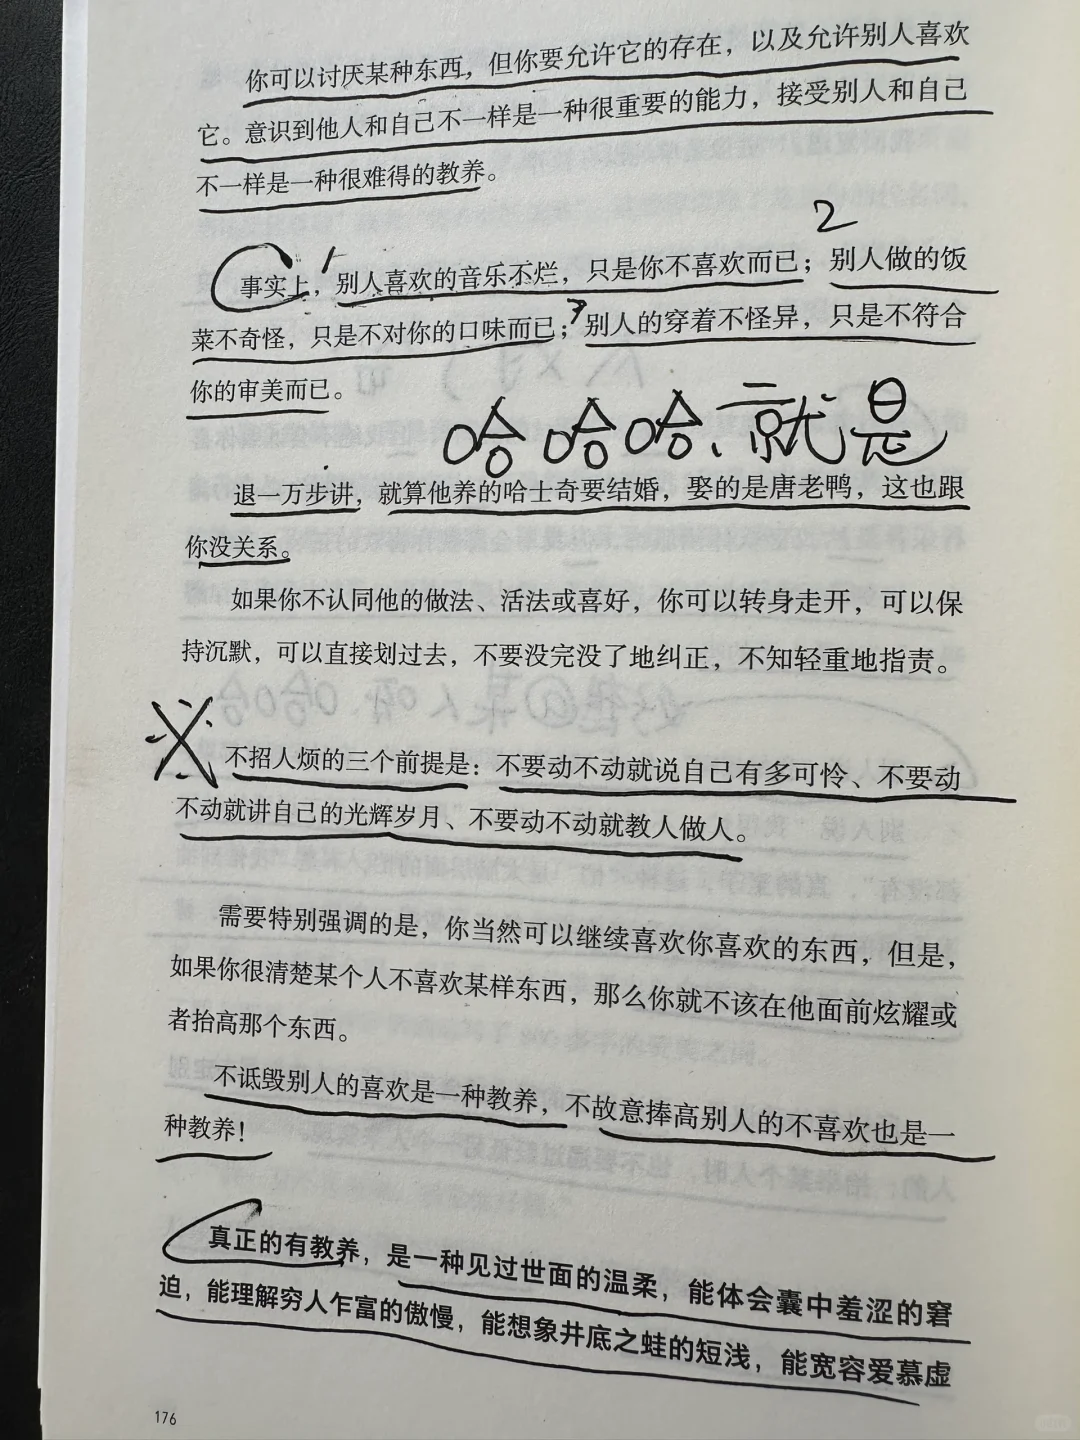 你可以讨厌某种东西，但你要允许它的存在，以及允许别人喜欢
它。意识到他人和自己不一样是一种很重要的能力，接受别人和自己
不一样是一种很难得的教养。
2
事实上，别人喜欢的音乐不烂，只是你不喜欢而已；别人做的饭
菜不奇怪，只是不对你的口味而已；别人的穿着不怪异，只是不符合
你的审美而已。
哈哈哈、就是
退一万步讲，就算他养的哈士奇要结婚，娶的是唐老鸭，这也跟
你没关系。
如果你不认同他的做法、活法或喜好，你可以转身走开，可以保
持沉默，可以直接划过去，不要没完没了地纠正，不知轻重地指责。
不招人烦的三个前提是：不要动不动就说自己有多可怜、不要动
不动就讲自己的光辉岁月、不要动不动就教人做人。
需要特别强调的是，你当然可以继续喜欢你喜欢的东西，但是，
如果你很清楚某个人不喜欢某样东西，那么你就不该在他面前炫耀或
者抬高那个东西。
不诋毁别人的喜欢是一种教养，不故意捧高别人的不喜欢也是一
种教养！
真正的有教养，是一种见过世面的温柔，能体会囊中羞涩的窘
迫，能理解穷人乍富的傲慢，能想象井底之蛙的短浅，能宽容爱慕虚
176